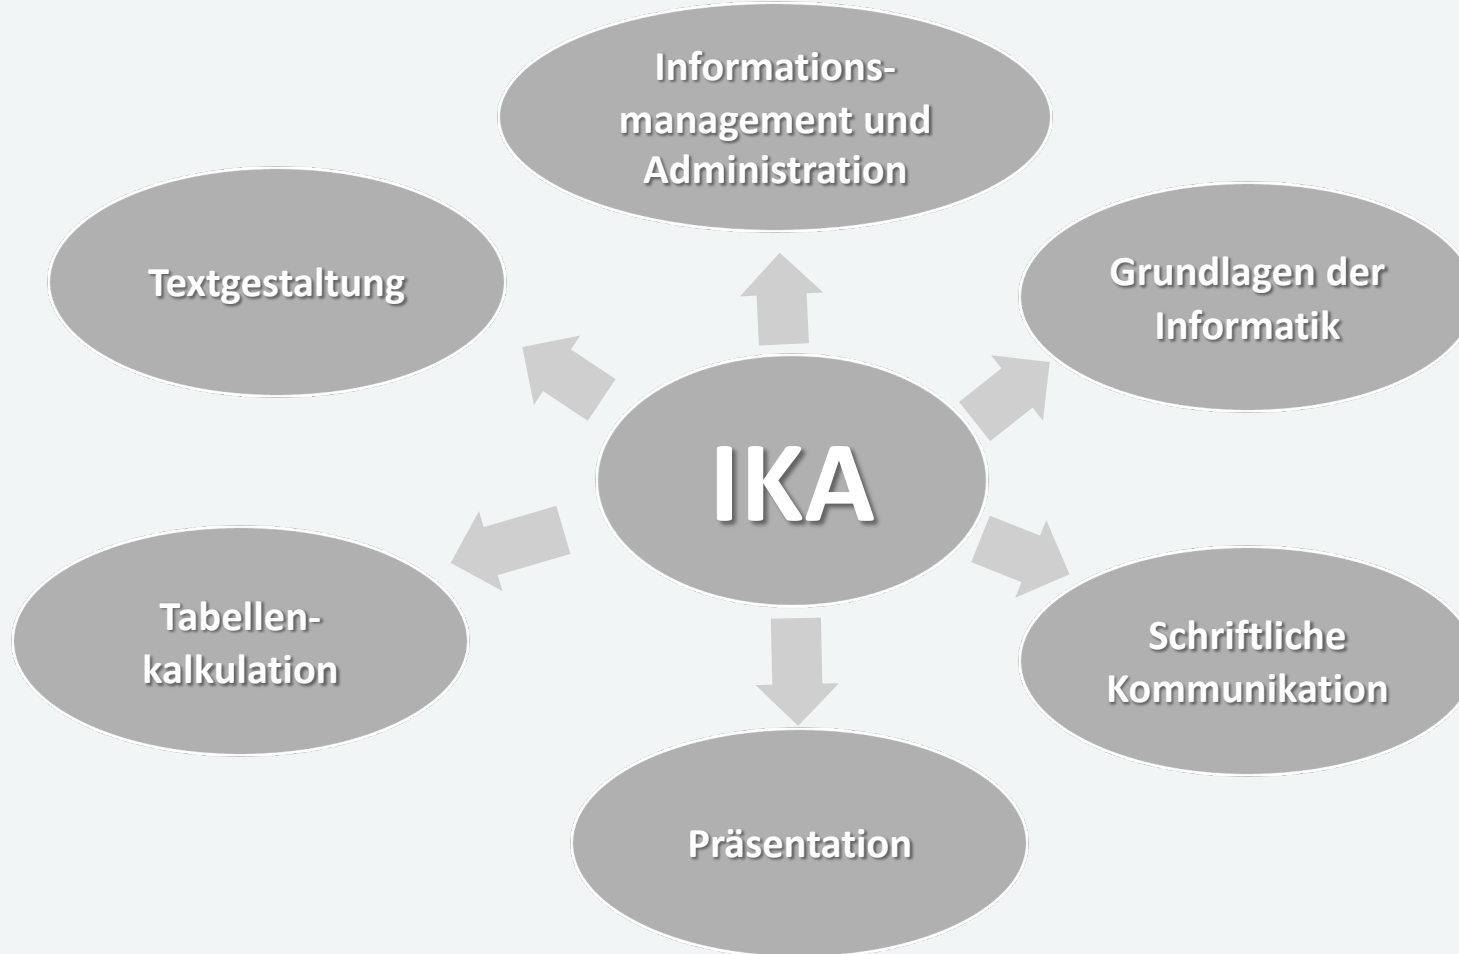 Informations-
management und
Administration
Textgestaltung
Grundlagen der
Informatik
IKA
Tabellen-
kalkulation
Schriftliche
Kommunikation
Präsentation